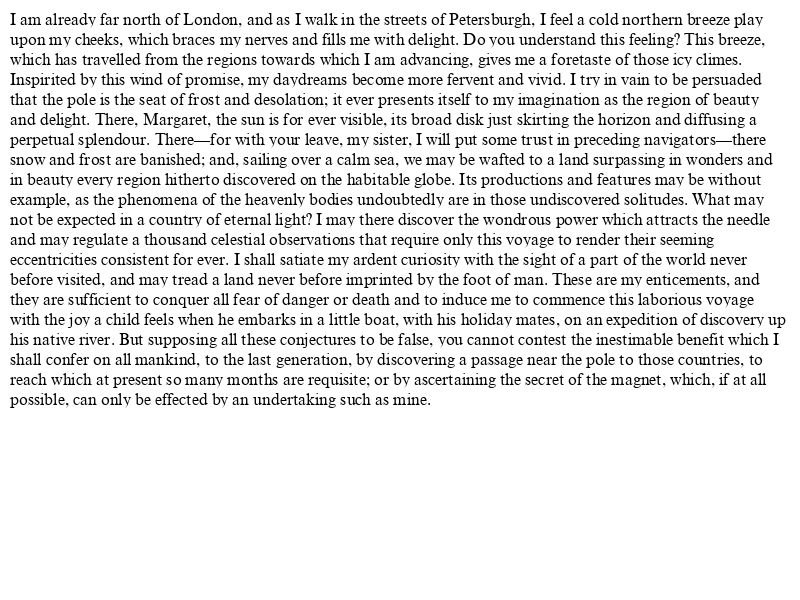 I am already far north of London, and as I walk in the streets of Petersburgh, I feel a cold northern breeze play
upon my cheeks, which braces my nerves and fills me with delight. Do you understand this feeling? This breeze,
which has travelled from the regions towards which I am advancing, gives me a foretaste of those icy climes.
Inspirited by this wind of promise, my daydreams become more fervent and vivid. I try in vain to be persuaded
that the pole is the seat of frost and desolation; it ever presents itself to my imagination as the region of beauty
and delight. There, Margaret, the sun is for ever visible, its broad disk just skirting the horizon and diffusing a
perpetual splendour. There—for with your leave, my sister, I will put some trust in preceding navigators—there
snow and frost are banished; and, sailing over a calm sea, we may be wafted to a land surpassing in wonders and
in beauty every region hitherto discovered on the habitable globe. Its productions and features may be without
example, as the phenomena of the heavenly bodies undoubtedly are in those undiscovered solitudes. What may
not be expected in a country of eternal light? I may there discover the wondrous power which attracts the needle
and may regulate a thousand celestial observations that require only this voyage to render their seeming
eccentricities consistent for ever. I shall satiate my ardent curiosity with the sight of a part of the world never
before visited, and may tread a land never before imprinted by the foot of man. These are my enticements, and
they are sufficient to conquer all fear of danger or death and to induce me to commence this laborious voyage
with the joy a child feels when he embarks in a little boat, with his holiday mates, on an expedition of discovery up
his native river. But supposing all these conjectures to be false, you cannot contest the inestimable benefit which I
shall confer on all mankind, to the last generation, by discovering a passage near the pole to those countries, to
reach which at present so many months are requisite; or by ascertaining the secret of the magnet, which, if at all
possible, can only be effected by an undertaking such as mine.